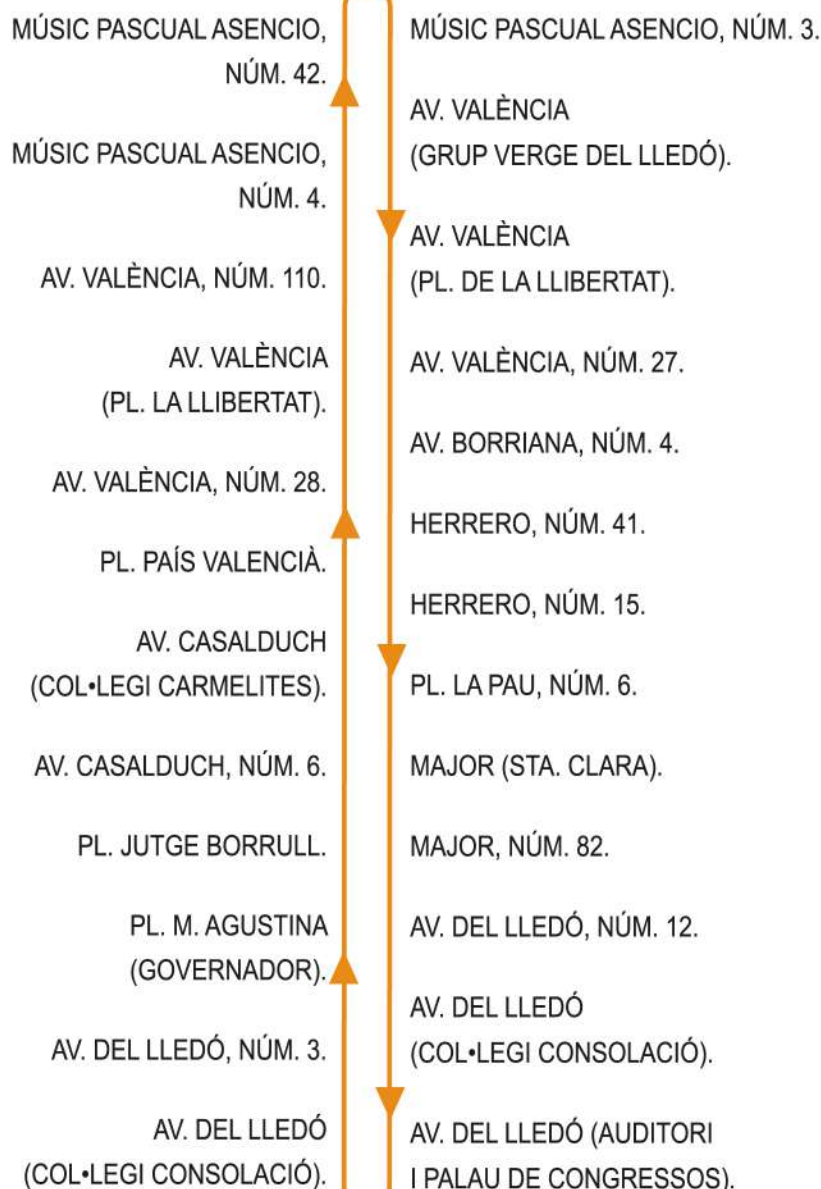 MÚSIC PASCUAL ASENCIO,
NÚM. 42.
MÚSIC PASCUAL ASENCIO,
NÚM. 4.
AV. VALÈNCIA, NÚM. 110.
AV. VALÈNCIA
(PL. LA LLIBERTAT).
AV. VALÈNCIA, NÚM. 28.
PL. PAÍS VALENCIÀ.
AV. CASALDUCH
(COL•LEGI CARMELITES).
AV. CASALDUCH, NÚM. 6.
PL. JUTGE BORRULL.
PL. M. AGUSTINA
(GOVERNADOR).
AV. DEL LLEDÓ, NÚM. 3.
AV. DEL LLEDÓ
(COL•LEGI CONSOLACIÓ).
MÚSIC PASCUAL ASENCIO, NÚM. 3.
AV. VALÈNCIA
(GRUP VERGE DEL LLEDÓ).
AV. VALÈNCIA
(PL. DE LA LLIBERTAT).
AV. VALÈNCIA, NÚM. 27.
AV. BORRIANA, NÚM. 4.
HERRERO, NÚM. 41.
HERRERO, NÚM. 15.
PL. LA PAU, NÚM. 6.
MAJOR (STA. CLARA).
MAJOR, NÚM. 82.
AV. DEL LLEDÓ, NÚM. 12.
AV. DEL LLEDÓ
(COL•LEGI CONSOLACIÓ).
AV. DEL LLEDÓ (AUDITORI
I PALAU DE CONGRESSOS).